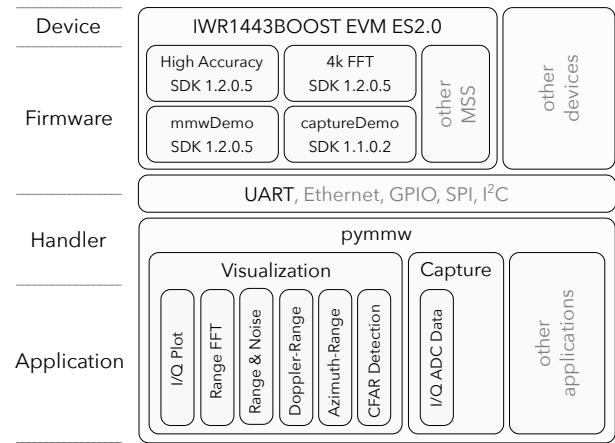 Device
IWR1443BOOST EVM ES2.0
High Accuracy
SDK 1.2.0.5
4k FFT
SDK 1.2.0.5
other
MSS
other
devices
Firmware
mmwDemo
SDK 1.2.0.5
captureDemo
SDK 1.1.0.2
UART, Ethernet, GPIO, SPI, I²C
Handler
pymmw
Visualization
Capture
Application
I/Q Plot
Range FFT
Range & Noise
Doppler-Range
Azimuth-Range
CFAR Detection
I/Q ADC Data
other
applications